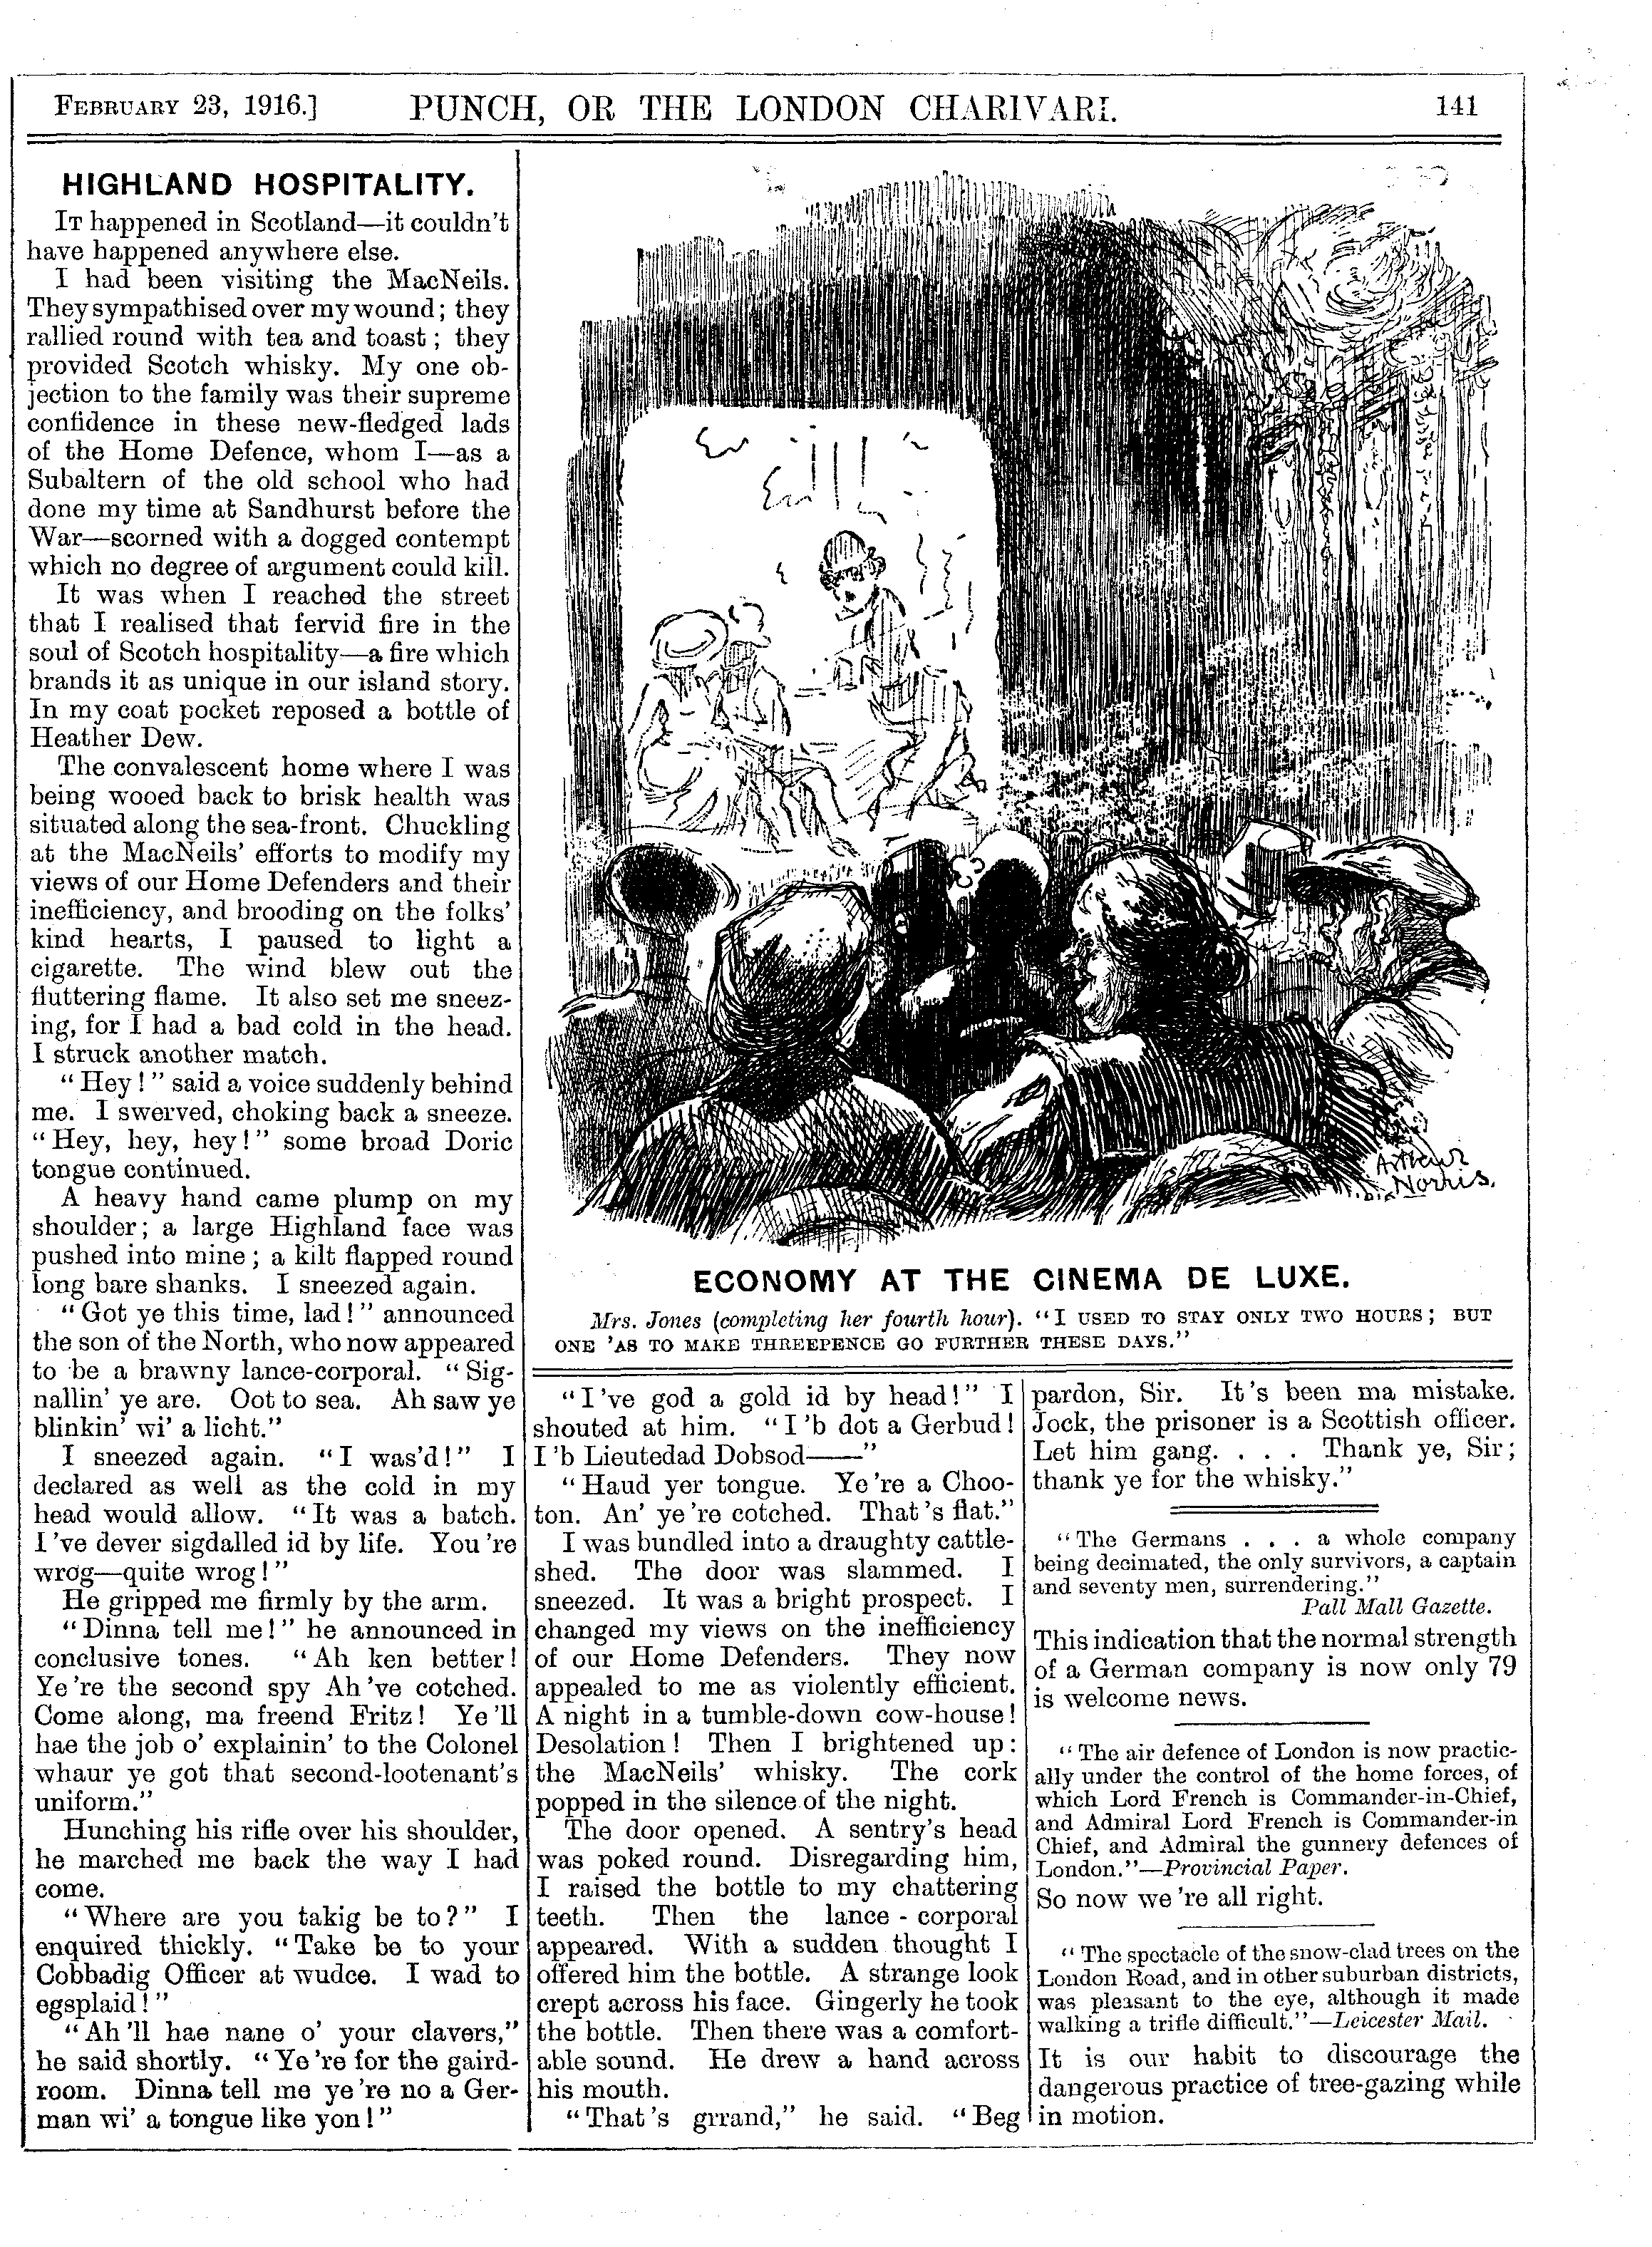 FEBRUARY 23, 1916.] PUNCH, OR THE LONDON CHARIVARI. 141
HIGHLAND HOSPITALITY.
IT happened in Scotland—it couldn't
have happened anywhere else.
I had been visiting the MacNeils.
They sympathised over my wound; they
rallied round with tea and toast; they
provided Scotch whisky. My one ob-
jection to the family was their supreme
confidence in these new-fledged lads
of the Home Defence, whom I—as a
Subaltern of the old school who had
done my time at Sandhurst before the
War—scorned with a dogged contempt
which no degree of argument could kill.
It was when I reached the street
that I realised that fervid fire in the
soul of Scotch hospitality—a fire which
brands it as unique in our island story.
In my coat pocket reposed a bottle of
Heather Dew.
The convalescent home where I was
being wooed back to brisk health was
situated along the sea-front. Chuckling
at the MacNeils' efforts to modify my
views of our Home Defenders and their
inefficiency, and brooding on the folks'
kind hearts, I paused to light a
cigarette. The wind blew out the
fluttering flame. It also set me sneez-
ing, for I had a bad cold in the head.
I struck another match.
"Hey!" said a voice suddenly behind
me. I swerved, choking back a sneeze.
"Hey, hey, hey!" some broad Doric
tongue continued.
A heavy hand came plump on my
shoulder; a large Highland face was
pushed into mine; a kilt flapped round
long bare shanks. I sneezed again.
"Got ye this time, lad!" announced
the son of the North, who now appeared
to be a brawny lance-corporal. "Sig-
nallin' ye are. Oot to sea. Ah saw ye
blinkin' wi' a licht."
I sneezed again. "I was'd!" I
declared as well as the cold in my
head would allow. "It was a batch.
I've dever sigdalled id by life. You're
wrog—quite wrog!"
He gripped me firmly by the arm.
"Dinna tell me!" he announced in
conclusive tones. "Ah ken better!
Ye're the second spy Ah've cotched.
Come along, ma freend Fritz! Ye'll
hae the job o' explainin' to the Colonel
whaur ye got that second-lootenant's
uniform."
Hunching his rifle over his shoulder,
he marched me back the way I had
come.
"Where are you takig be to?" I
enquired thickly. "Take be to your
Cobbadig Officer at wudce. I wad to
egsplaid!"
"Ah'll hae nane o' your clavers,"
he said shortly. "Ye're for the gaird-
room. Dinna tell me ye're no a Ger-
man wi' a tongue like yon!"
Arthur
Norris.
ECONOMY AT THE CINEMA DE LUXE.
Mrs. Jones (completing her fourth hour). "I USED TO STAY ONLY TWO HOURS; BUT
ONE 'AS TO MAKE THREEPENCE GO FURTHER THESE DAYS."
"I've god a gold id by head!" I
shouted at him. "I'b dot a Gerbud!
I'b Lieutedad Dobsod——"
"Haud yer tongue. Ye're a Choo-
ton. An' ye're cotched. That's flat."
I was bundled into a draughty cattle-
shed. The door was slammed. I
sneezed. It was a bright prospect. I
changed my views on the inefficiency
of our Home Defenders. They now
appealed to me as violently efficient.
A night in a tumble-down cow-house!
Desolation! Then I brightened up:
the MacNeils' whisky. The cork
popped in the silence of the night.
The door opened. A sentry's head
was poked round. Disregarding him,
I raised the bottle to my chattering
teeth. Then the lance-corporal
appeared. With a sudden thought I
offered him the bottle. A strange look
crept across his face. Gingerly he took
the bottle. Then there was a comfort-
able sound. He drew a hand across
his mouth.
"That's grrand," he said. "Beg
pardon, Sir. It's been ma mistake.
Jock, the prisoner is a Scottish officer.
Let him gang. . . . Thank ye, Sir;
thank ye for the whisky."
"The Germans . . . a whole company
being decimated, the only survivors, a captain
and seventy men, surrendering."
Pall Mall Gazette.
This indication that the normal strength
of a German company is now only 79
is welcome news.
"The air defence of London is now practic-
ally under the control of the home forces, of
which Lord French is Commander-in-Chief,
and Admiral Lord French is Commander-in
Chief, and Admiral the gunnery defences of
London."—Provincial Paper.
So now we're all right.
"The spectacle of the snow-clad trees on the
London Road, and in other suburban districts,
was pleasant to the eye, although it made
walking a trifle difficult."—Leicester Mail.
It is our habit to discourage the
dangerous practice of tree-gazing while
in motion.